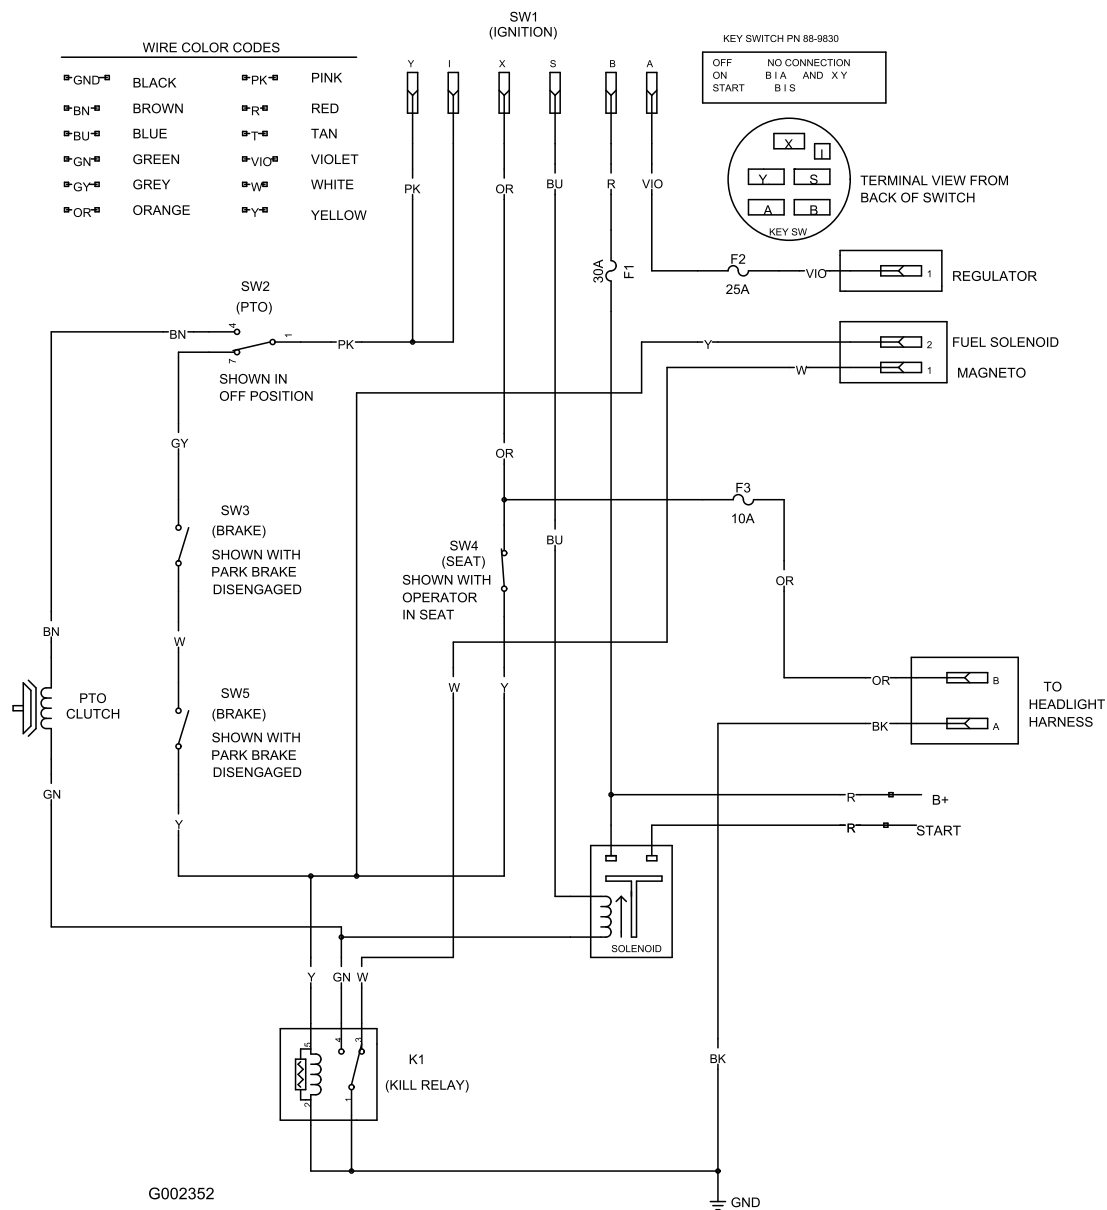 SW1
(IGNITION)
WIRE COLOR CODES
GND BLACK PK PINK
BN BROWN R RED
BU BLUE T TAN
GN GREEN VIO VIOLET
GY GREY W WHITE
OR ORANGE Y YELLOW
KEY SWITCH PN 88-9830
OFF NO CONNECTION
ON B I A AND X Y
START B I S
Y I X S B A
X
I
Y S
A B
KEY SW
TERMINAL VIEW FROM
BACK OF SWITCH
PK OR BU R VIO
30A
F1
F2
25A
VIO
1
REGULATOR
SW2
(PTO)
BN
4
1
7
PK
SHOWN IN
OFF POSITION
Y
2
FUEL SOLENOID
W
1
MAGNETO
GY
OR
F3
10A
SW3
(BRAKE)
SHOWN WITH
PARK BRAKE
DISENGAGED
SW4
(SEAT)
SHOWN WITH
OPERATOR
IN SEAT
BU
OR
BN
W
W
Y
OR
B
BK
A
TO
HEADLIGHT
HARNESS
PTO
CLUTCH
SW5
(BRAKE)
SHOWN WITH
PARK BRAKE
DISENGAGED
GN
Y
R
B+
R
START
SOLENOID
Y GN W
5
4
3
2
1
K1
(KILL RELAY)
BK
GND
G002352